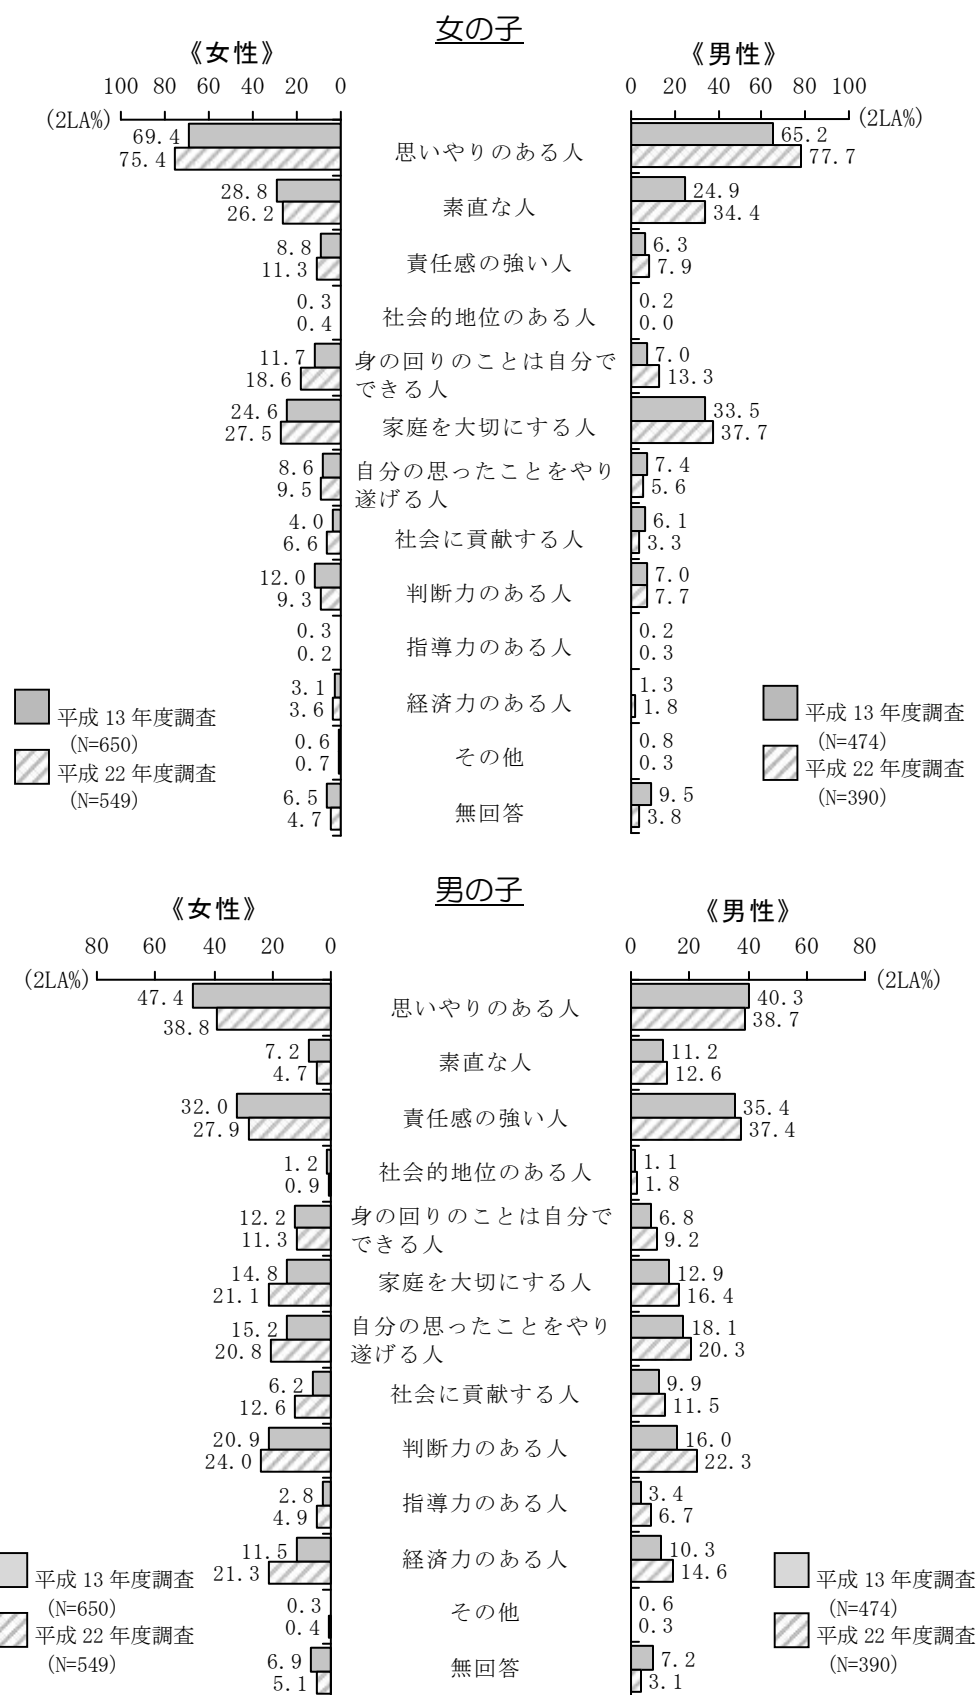 女の子
《女性》 《男性》
100 80 60 40 20 0 0 20 40 60 80 100
(2LA%) (2LA%)
69.4 65.2
75.4 思いやりのある人 77.7
28.8 24.9
26.2 素直な人 34.4
8.8 6.3
11.3 責任感の強い人 7.9
0.3 0.2
0.4 社会的地位のある人 0.0
11.7 身の回りのことは自分で 7.0
18.6 できる人 13.3
24.6 33.5
27.5 家庭を大切にする人 37.7
8.6 自分の思ったことをやり 7.4
9.5 遂げる人 5.6
4.0 6.1
6.6 社会に貢献する人 3.3
12.0 7.0
9.3 判断力のある人 7.7
0.3 0.2
0.2 指導力のある人 0.3
3.1 1.3
3.6 経済力のある人 1.8
0.6 0.8
0.7 その他 0.3
6.5 9.5
4.7 無回答 3.8
平成 13 年度調査
(N=650)
平成 22 年度調査
(N=549)
平成 13 年度調査
(N=474)
平成 22 年度調査
(N=390)
男の子
《女性》 《男性》
80 60 40 20 0 0 20 40 60 80
(2LA%) (2LA%)
47.4 40.3
38.8 思いやりのある人 38.7
7.2 11.2
4.7 素直な人 12.6
32.0 35.4
27.9 責任感の強い人 37.4
1.2 1.1
0.9 社会的地位のある人 1.8
12.2 身の回りのことは自分で 6.8
11.3 できる人 9.2
14.8 12.9
21.1 家庭を大切にする人 16.4
15.2 自分の思ったことをやり 18.1
20.8 遂げる人 20.3
6.2 9.9
12.6 社会に貢献する人 11.5
20.9 16.0
24.0 判断力のある人 22.3
2.8 3.4
4.9 指導力のある人 6.7
11.5 10.3
21.3 経済力のある人 14.6
0.3 0.6
0.4 その他 0.3
6.9 7.2
5.1 無回答 3.1
平成 13 年度調査
(N=650)
平成 22 年度調査
(N=549)
平成 13 年度調査
(N=474)
平成 22 年度調査
(N=390)